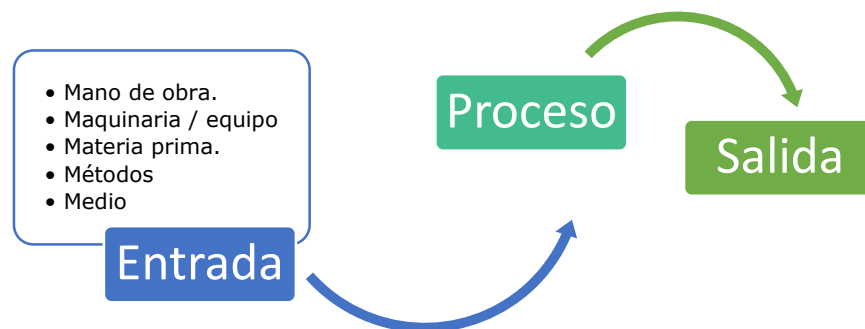 • Mano de obra.
• Maquinaria / equipo
• Materia prima.
• Métodos
• Medio
Entrada
Proceso
Salida